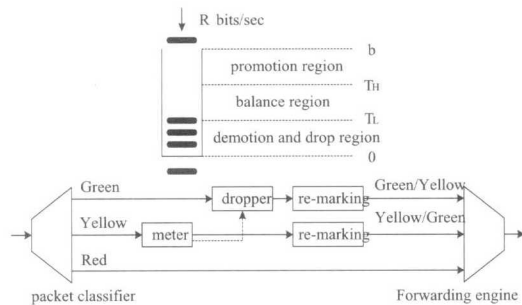 R bits/sec
b
promotion region
TH
balance region
TL
demotion and drop region
0
Green
dropper
re-marking
Green/Yellow
Yellow
meter
re-marking
Yellow/Green
Red
packet classifier
Forwarding engine